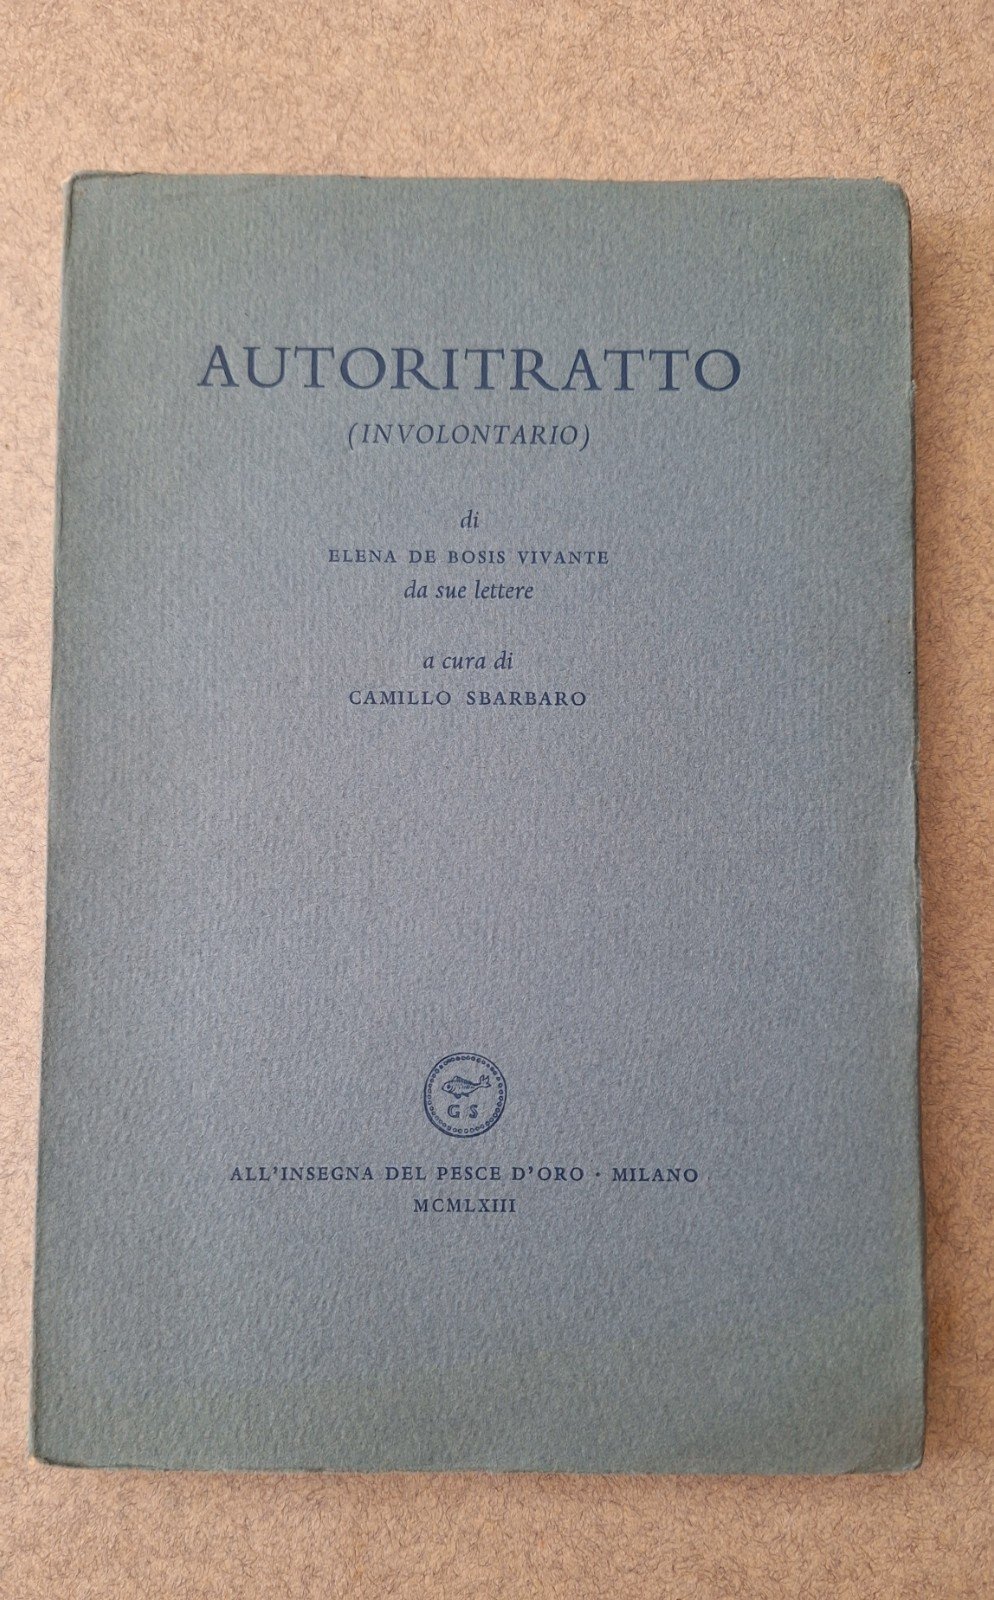 AUTORITRATTO
(INVOLONTARIO)
di
ELENA DE BOSIS VIVANTE
da sue lettere
a cura di
CAMILLO SBARBARO
G S
ALL'INSEGNA DEL PESCE D'ORO · MILANO
MCMLXIII